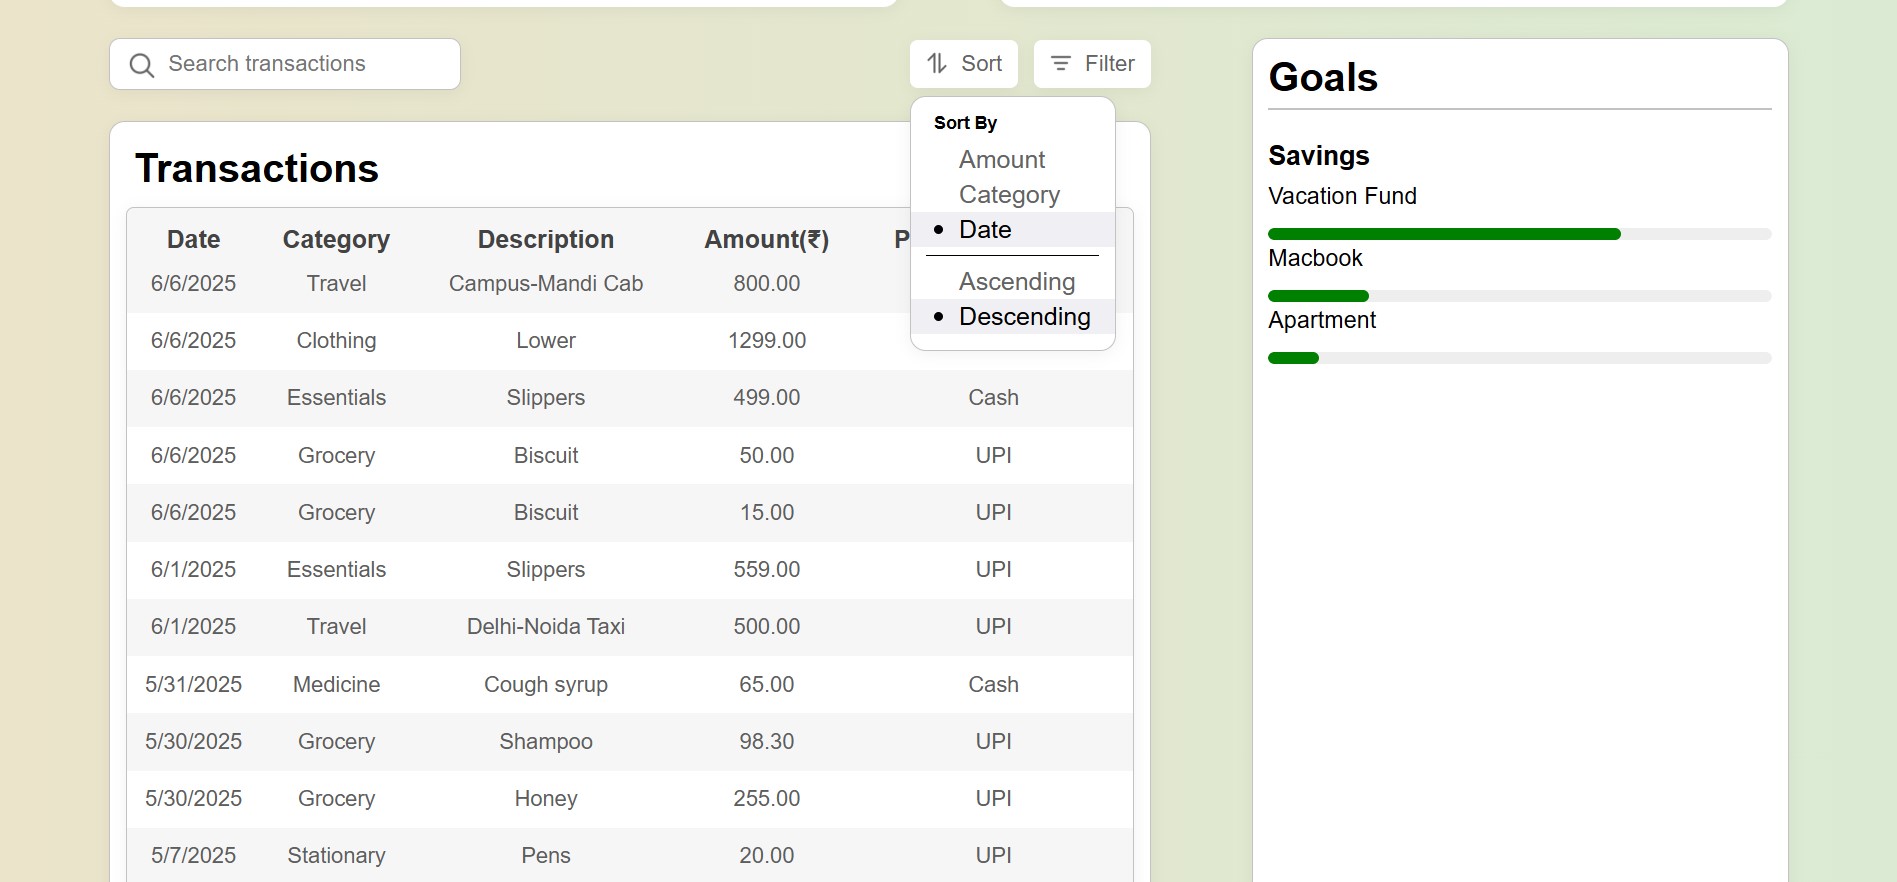 Search transactions
Sort
Filter
Sort By
Amount
Category
Date
Ascending
Descending
Transactions
Date Category Description Amount(₹) P
6/6/2025 Travel Campus-Mandi Cab 800.00
6/6/2025 Clothing Lower 1299.00
6/6/2025 Essentials Slippers 499.00 Cash
6/6/2025 Grocery Biscuit 50.00 UPI
6/6/2025 Grocery Biscuit 15.00 UPI
6/1/2025 Essentials Slippers 559.00 UPI
6/1/2025 Travel Delhi-Noida Taxi 500.00 UPI
5/31/2025 Medicine Cough syrup 65.00 Cash
5/30/2025 Grocery Shampoo 98.30 UPI
5/30/2025 Grocery Honey 255.00 UPI
5/7/2025 Stationary Pens 20.00 UPI
Goals
Savings
Vacation Fund
Macbook
Apartment